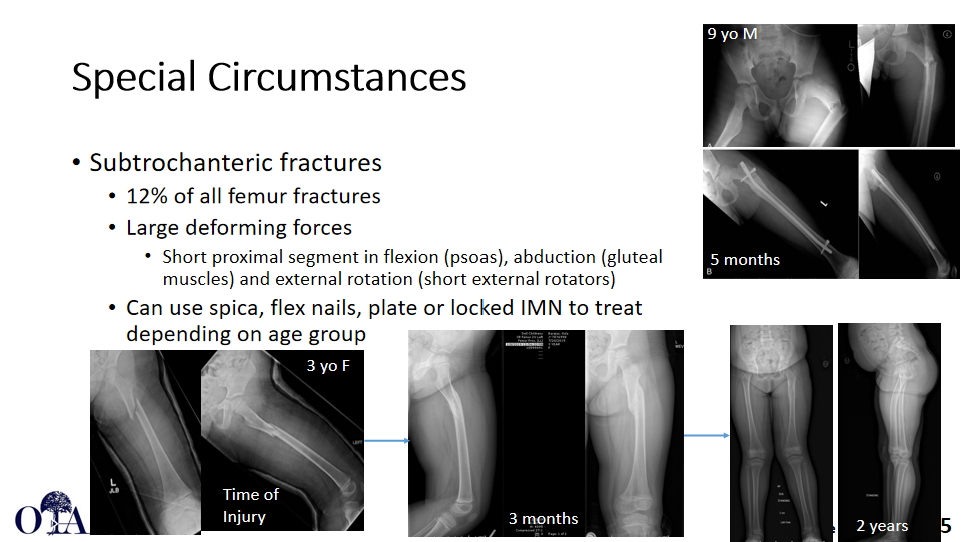 Special Circumstances
• Subtrochanteric fractures
• 12% of all femur fractures
• Large deforming forces
• Short proximal segment in flexion (psoas), abduction (gluteal
muscles) and external rotation (short external rotators)
• Can use spica, flex nails, plate or locked IMN to treat
depending on age group
9 yo M
L
5 months
B
3 yo F
L
JLB
LEFT
Time of
Injury
3 months
2 years
OTA
5